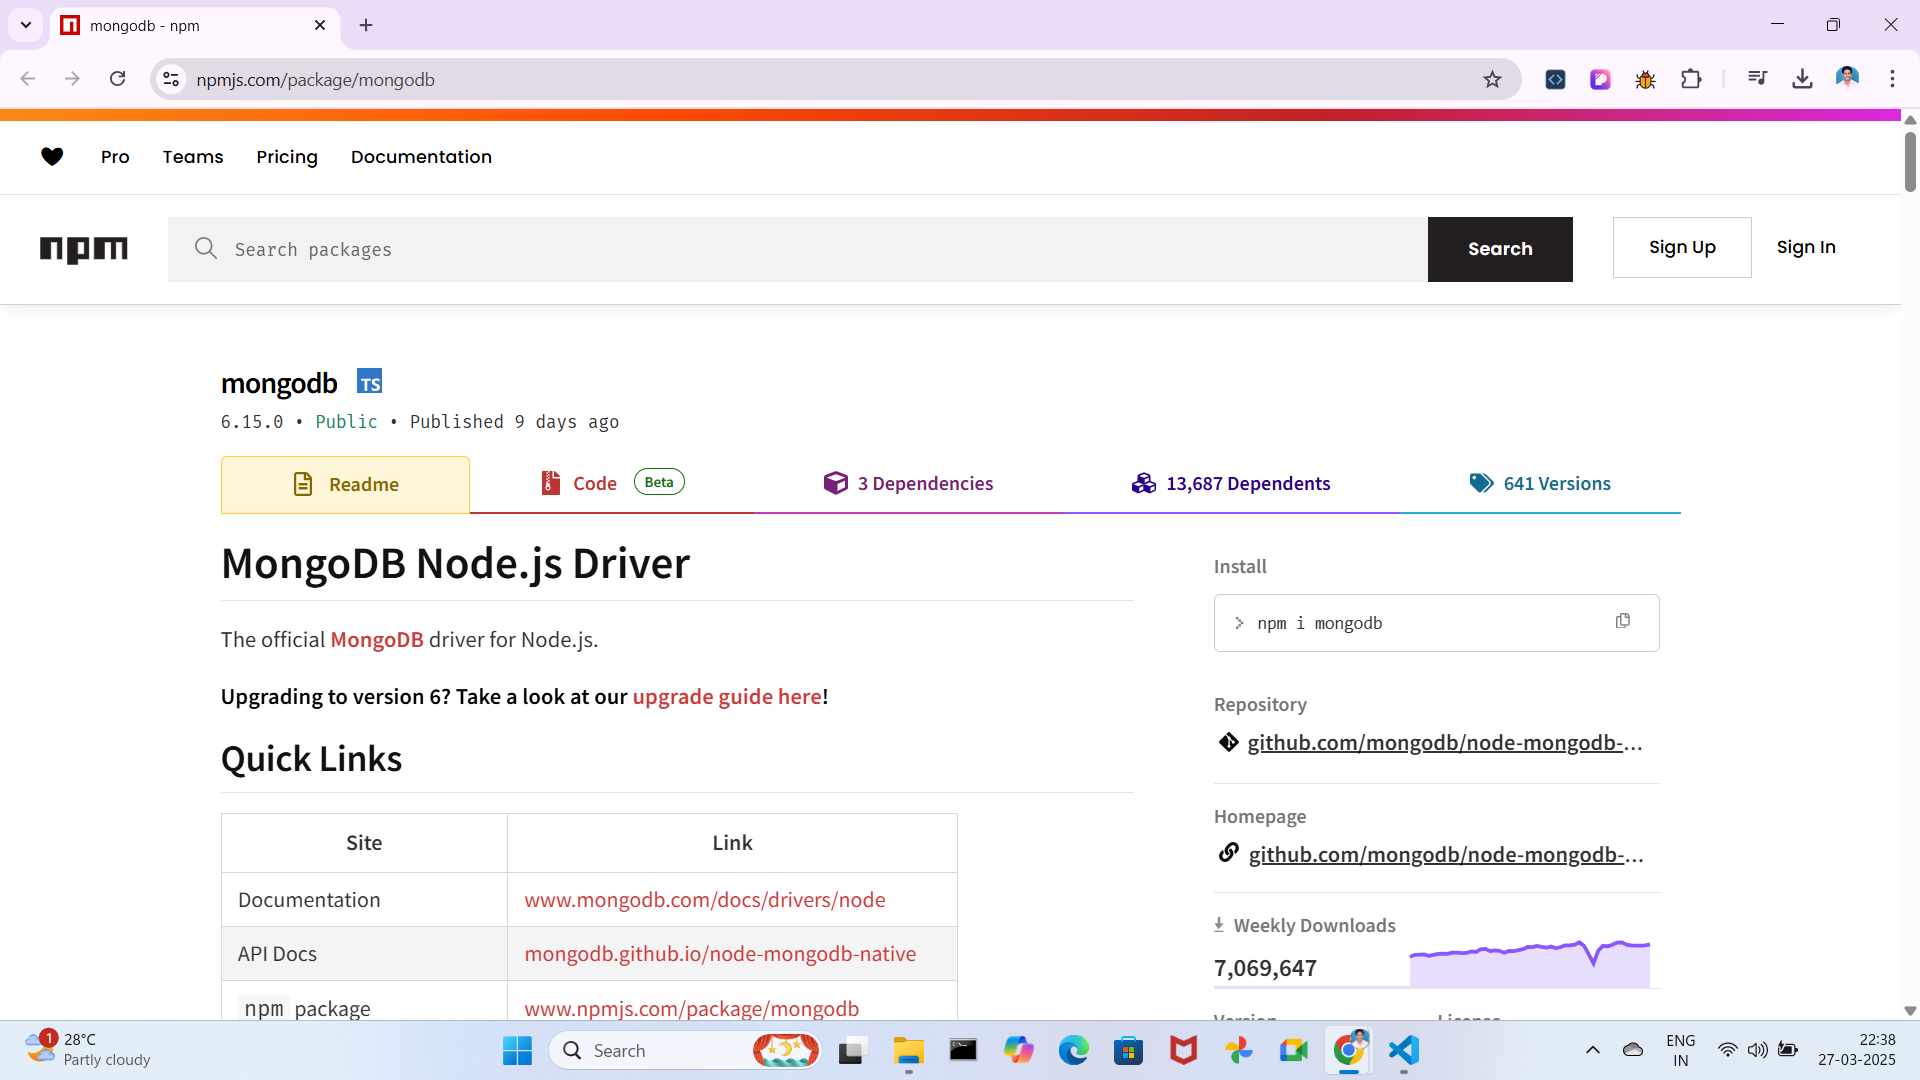 mongodb - npm
npmjs.com/package/mongodb
Pro Teams Pricing Documentation
npm Search packages Search Sign Up Sign In
mongodb TS
6.15.0 • Public • Published 9 days ago
Readme Code Beta 3 Dependencies 13,687 Dependents 641 Versions
MongoDB Node.js Driver
The official MongoDB driver for Node.js.
Upgrading to version 6? Take a look at our upgrade guide here!
Quick Links
Site Link
Documentation www.mongodb.com/docs/drivers/node
API Docs mongodb.github.io/node-mongodb-native
npm package www.npmjs.com/package/mongodb
Install
> npm i mongodb
Repository
github.com/mongodb/node-mongodb-...
Homepage
github.com/mongodb/node-mongodb-...
Weekly Downloads
7,069,647
Version License
1 28°C
Partly cloudy
Search
ENG
IN
22:38
27-03-2025